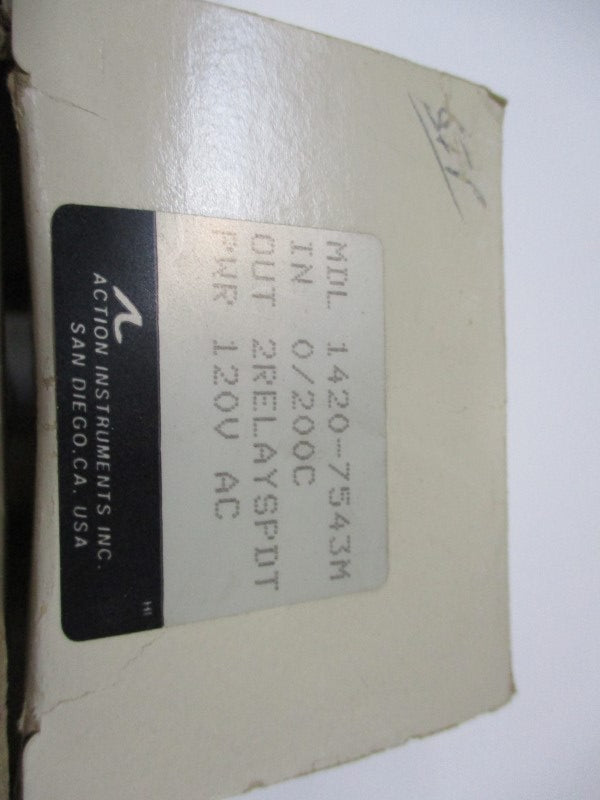 MDL 1420-7543M
IN 0/200C
OUT 2RELAYSPDT
PWR 120V AC
ACTION INSTRUMENTS INC.
SAN DIEGO, CA. USA